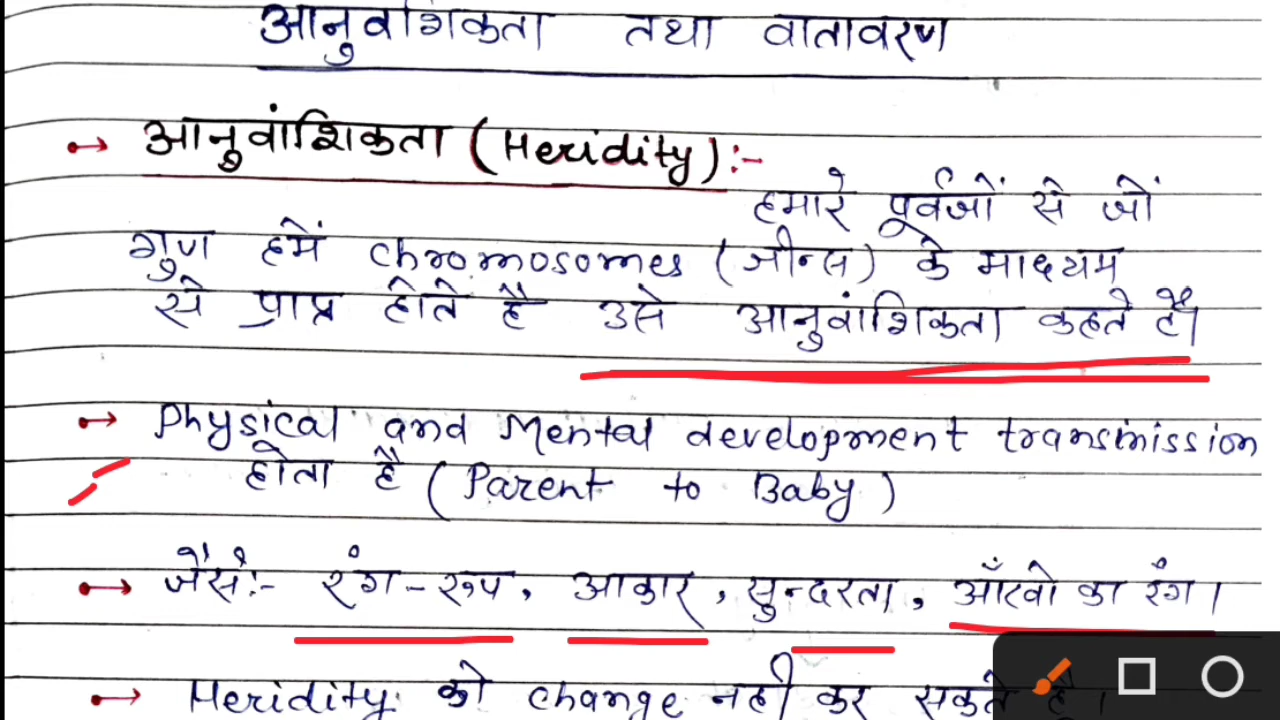 आनुवांशिकता तथा वातावरण
→ आनुवांशिकता (Heridity) :-
हमारे पूर्वजों से जों
गुण हमें chromosomes (जीन्स) के माध्यम
से प्राप्त होते है उसे आनुवांशिकता कहते है।
→ Physical and Mental development transmission
होता है (Parent to Baby)
→ जैसे:- रंग-रूप, आकार, सुन्दरता, आँखो का रंग।
→ Heridity को change नही कर सकते है।